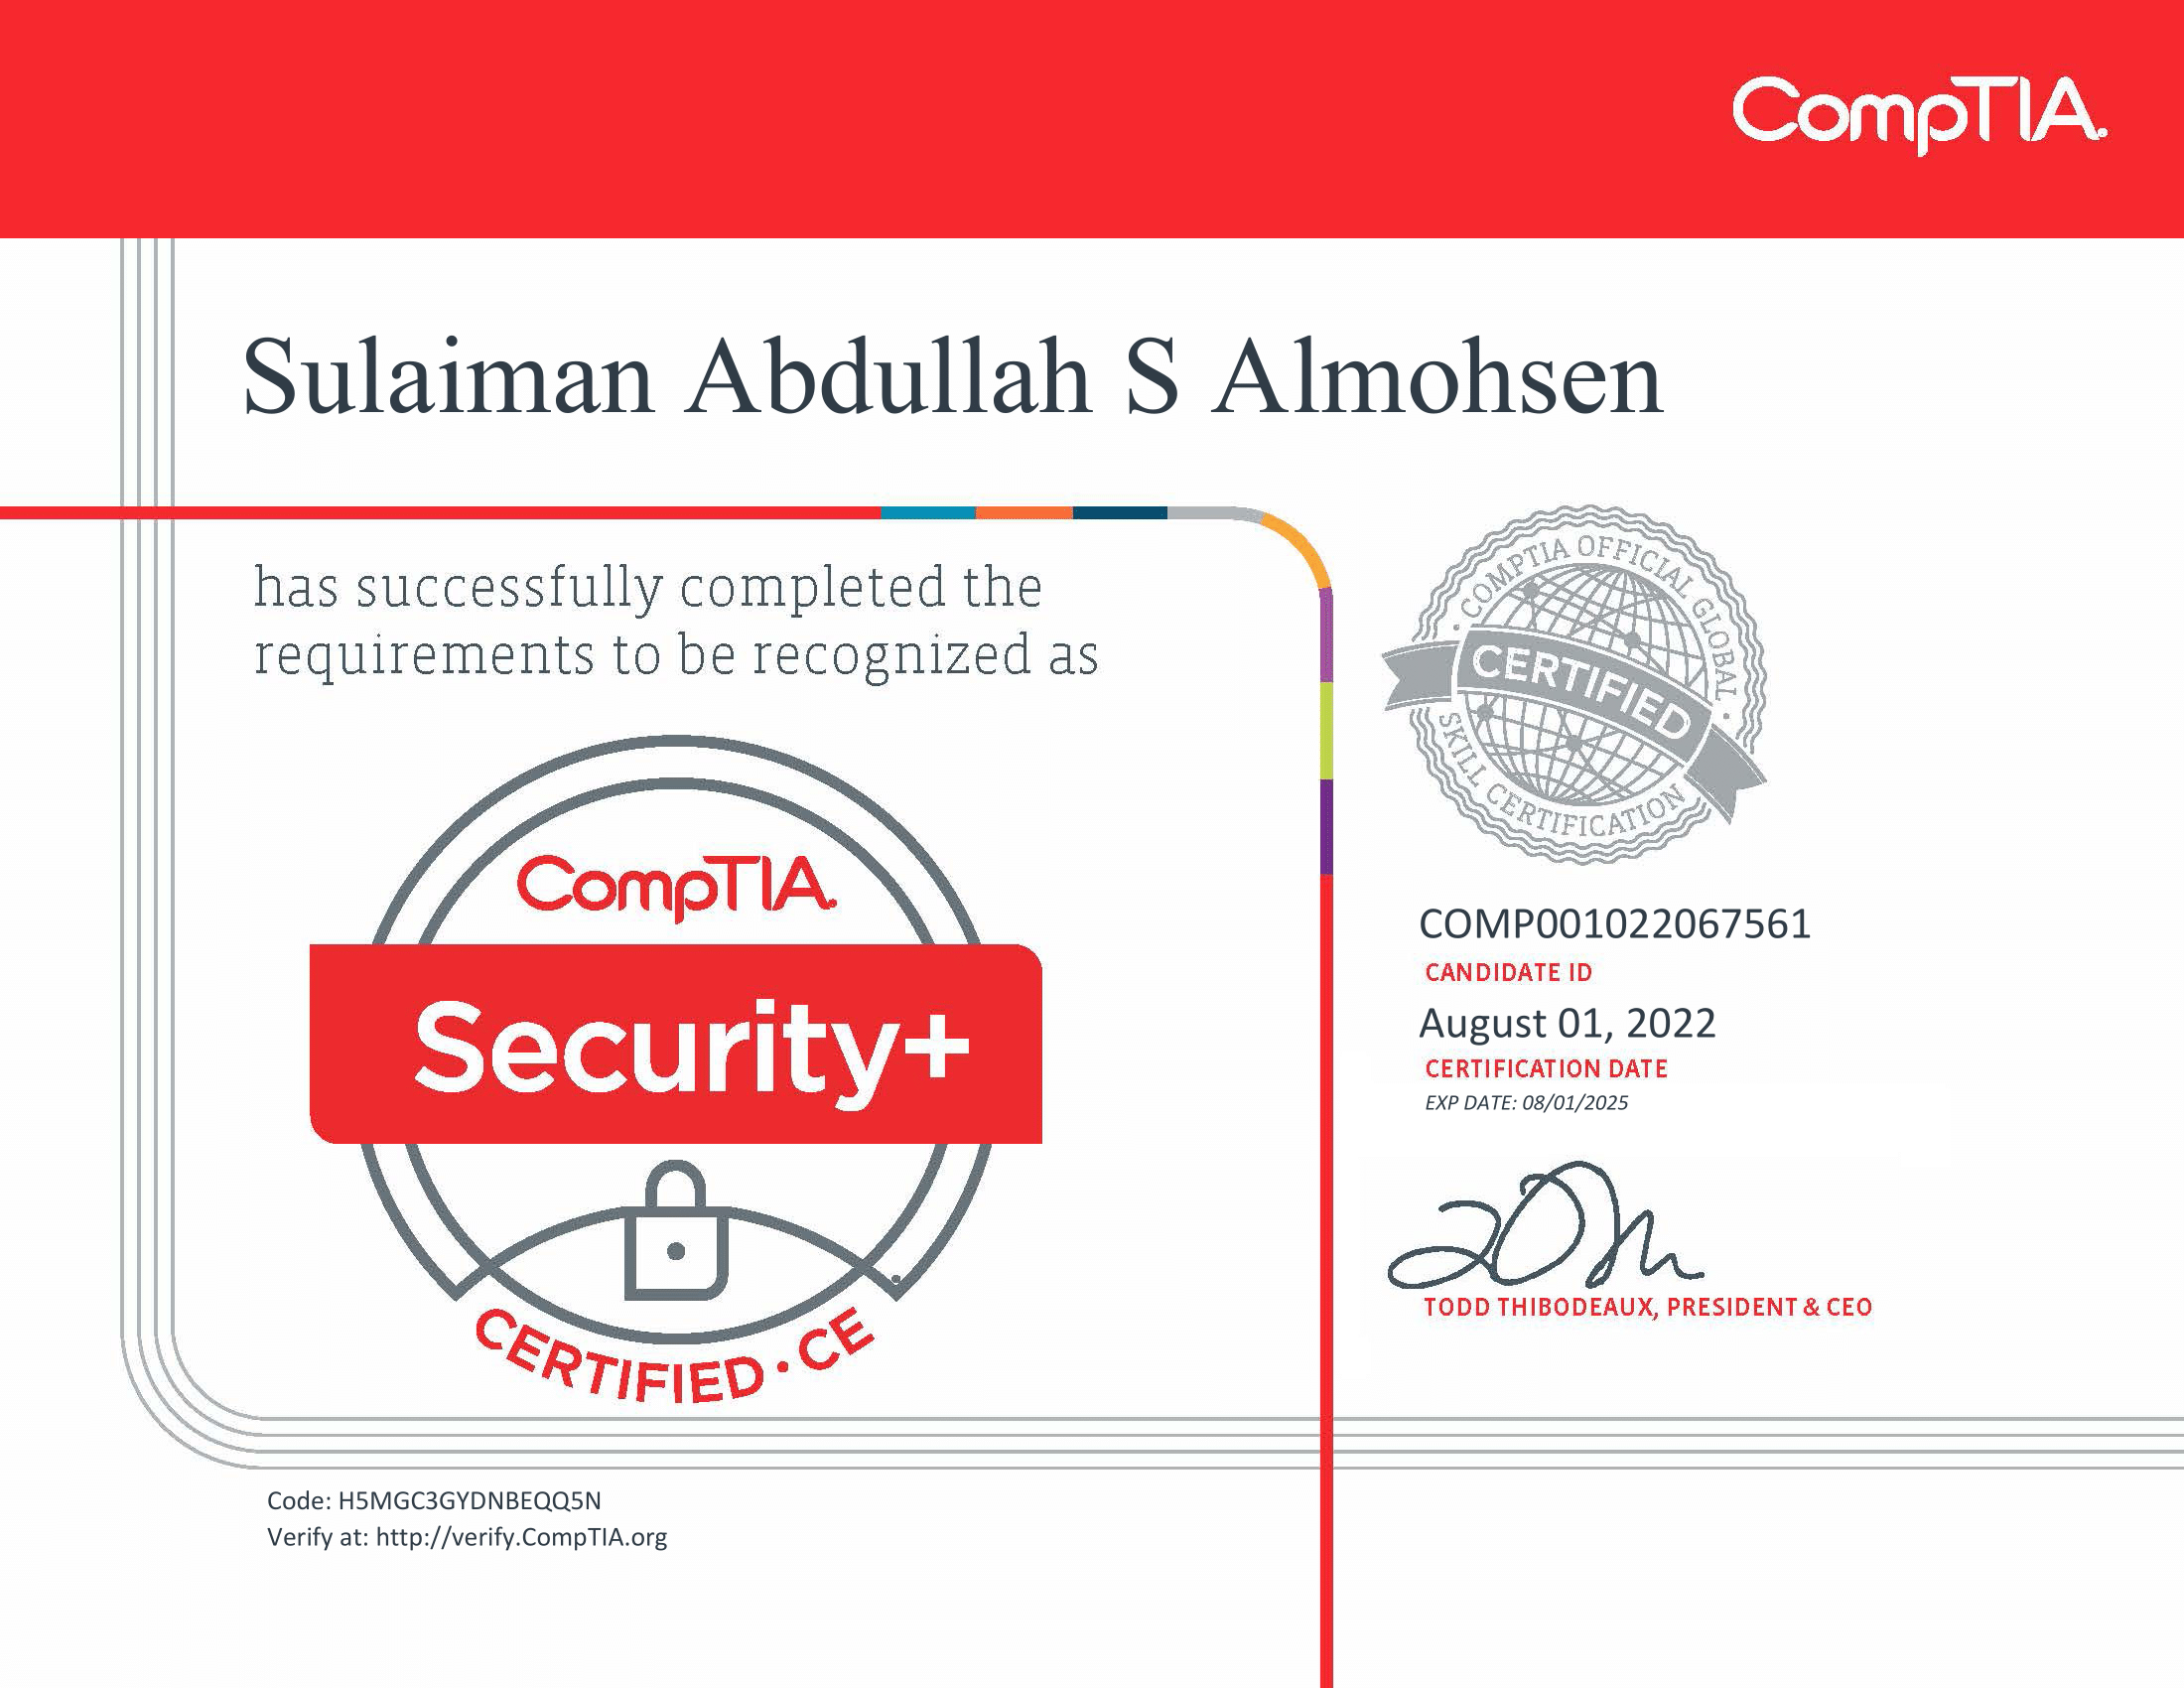 CompTIA.
Sulaiman Abdullah S Almohsen
has successfully completed the
requirements to be recognized as
CompTIA.
Security+
CERTIFIED • CE
• COMPTIA OFFICIAL GLOBAL •
CERTIFIED
SKILL CERTIFICATION
COMP001022067561
CANDIDATE ID
August 01, 2022
CERTIFICATION DATE
EXP DATE: 08/01/2025
TODD THIBODEAUX, PRESIDENT & CEO
Code: H5MGC3GYDNBEQQ5N
Verify at: http://verify.CompTIA.org